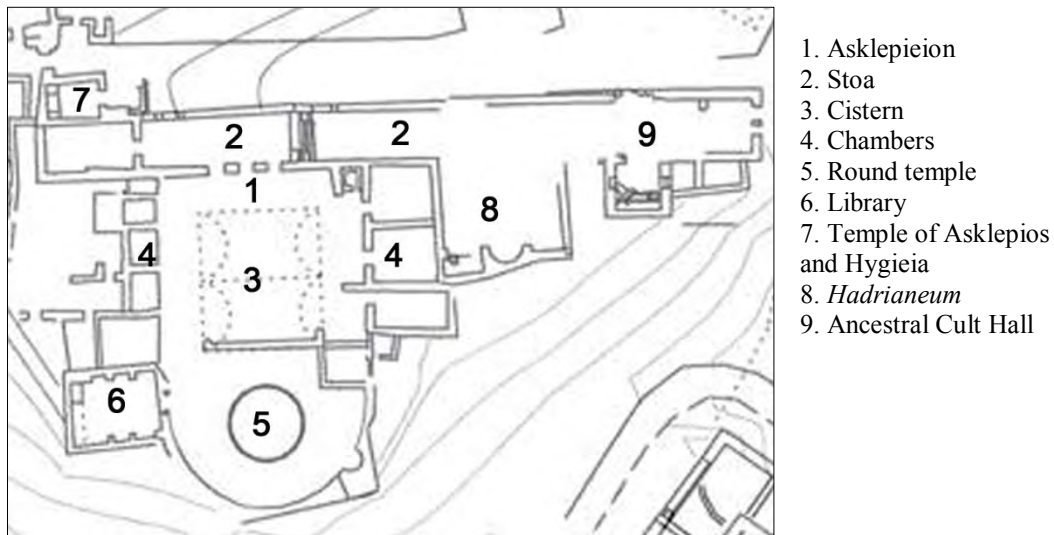 7
2
2
9
1
8
4
4
3
6
5
1. Asklepieion
2. Stoa
3. Cistern
4. Chambers
5. Round temple
6. Library
7. Temple of Asklepios
and Hygieia
8. Hadrianeum
9. Ancestral Cult Hall